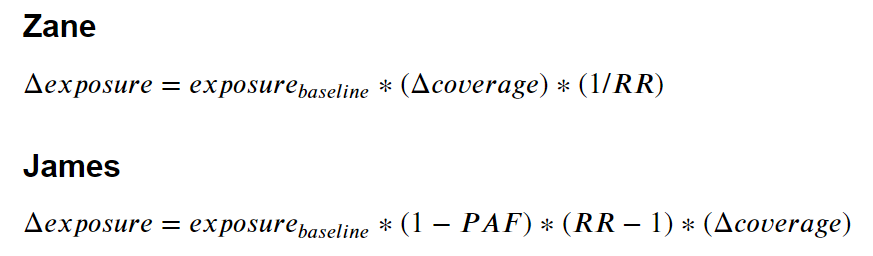 Zane
Δexposure = exposure_baseline * (Δcoverage) * (1/RR)
James
Δexposure = exposure_baseline * (1 − PAF) * (RR − 1) * (Δcoverage)